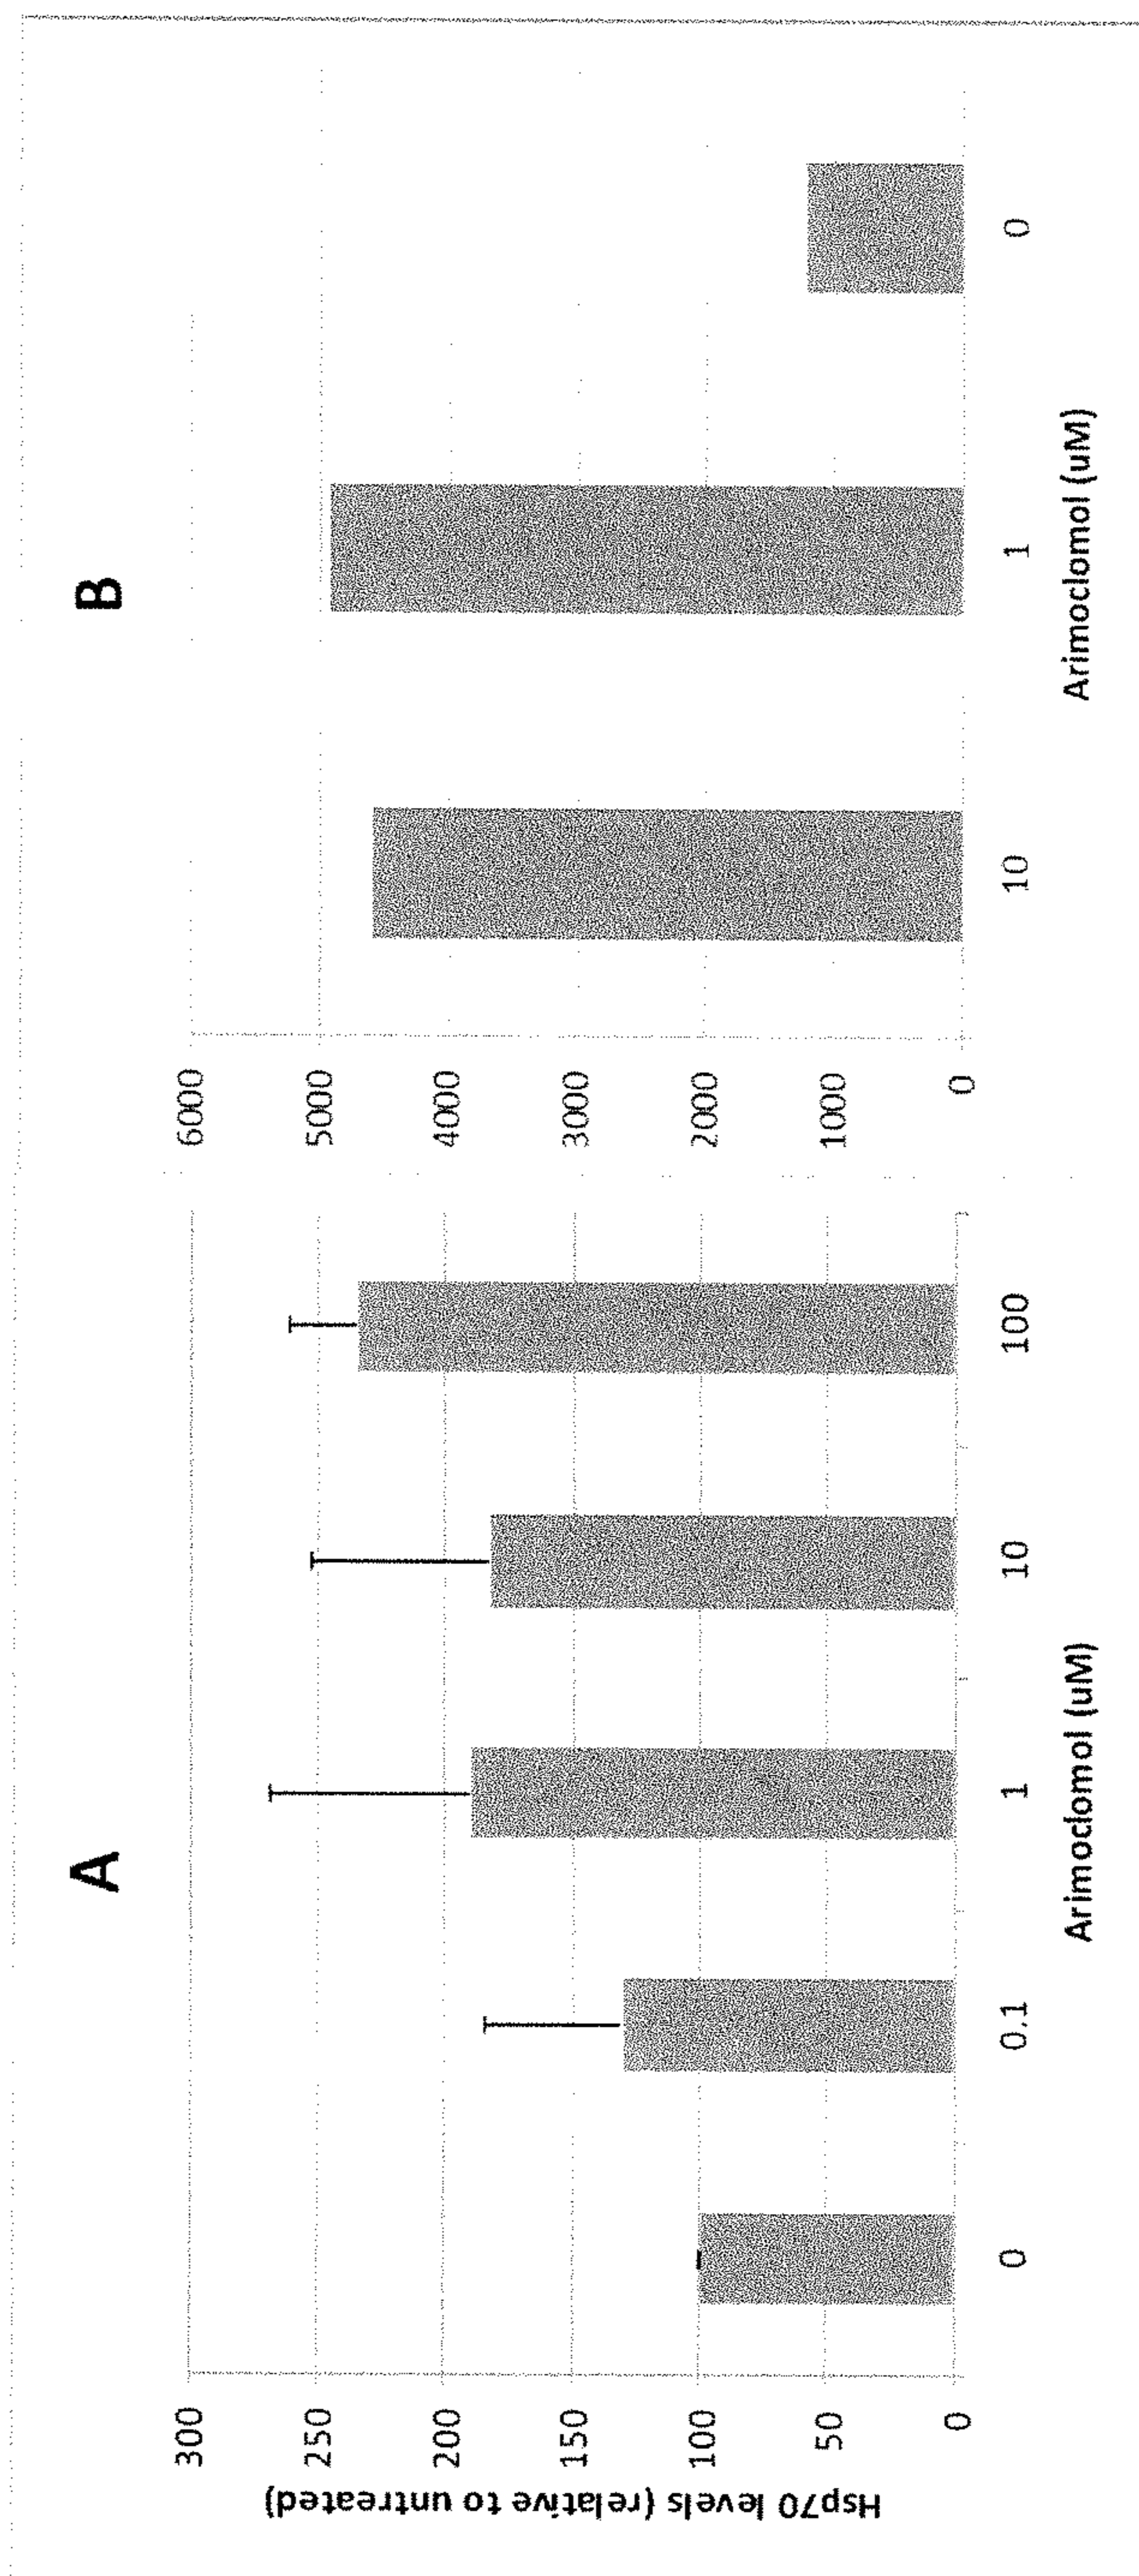 A
Hsp70 levels (relative to untreated)
300
250
200
150
100
50
0
0 0.1 1 10 100
Arimoclomol (uM)
B
6000
5000
4000
3000
2000
1000
0
10 1 0
Arimoclomol (uM)